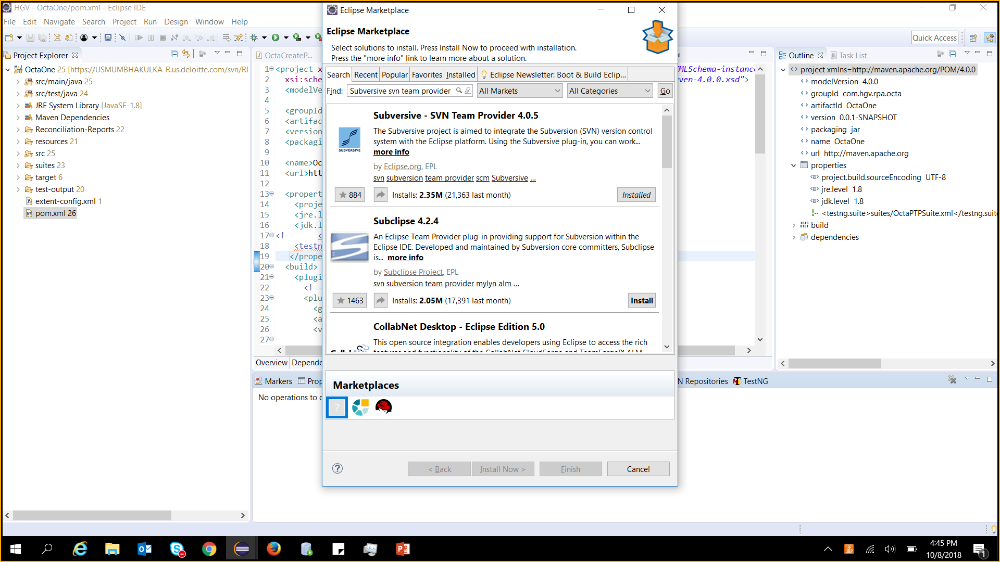 HGV - OctaOne/pom.xml - Eclipse IDE
File Edit Navigate Search Project Run Design Window Help
Quick Access
Project Explorer
OctaOne 25 [https://USMUMBHAKULKA-R.us.deloitte.com/svn/RF
src/main/java 25
src/test/java 24
JRE System Library [JavaSE-1.8]
Maven Dependencies
Reconciliation-Reports 22
resources 21
src 25
suites 23
target 6
test-output 20
extent-config.xml 1
pom.xml 26
OctaCreateP...
1 <project x
2 xsi:sche
3 <modelVe
4
5 <groupId
6 <artifac
7 <version
8 <packagi
9
10 <name>Oc
11 <url>htt
12
13 <propert
14 <proje
15 <jre.l
16 <jdk.l
17 <!-- <
18 <testn
19 </prope
20 <build>
21 <plugi
22 <!--
23 <plu
24 <g
25 <a
26 <v
27
MLSchema-instanc
ven-4.0.0.xsd">
Overview Depende
Eclipse Marketplace
Eclipse Marketplace
Select solutions to install. Press Install Now to proceed with installation.
Press the "more info" link to learn more about a solution.
Search Recent Popular Favorites Installed Eclipse Newsletter: Boot & Build Eclip...
Find: Subversive svn team provider All Markets All Categories Go
Subversive - SVN Team Provider 4.0.5
The Subversive project is aimed to integrate the Subversion (SVN) version control
system with the Eclipse platform. Using the Subversive plug-in, you can work...
more info
SUBVERSIVE
by Eclipse.org, EPL
svn subversion team provider scm Subversive ...
884 Installs: 2.35M (21,363 last month) Installed
Subclipse 4.2.4
An Eclipse Team Provider plug-in providing support for Subversion within the
Eclipse IDE. Developed and maintained by Subversion core committers, Subclipse
is... more info
by Subclipse Project, EPL
svn subversion team provider mylyn alm ...
1463 Installs: 2.05M (17,391 last month) Install
CollabNet Desktop - Eclipse Edition 5.0
This open source integration enables developers using Eclipse to access the rich
features and functionality of the CollabNet CloudForge and TeamForge™ ALM
Marketplaces
?
< Back Install Now > Finish Cancel
Outline Task List
project xmlns=http://maven.apache.org/POM/4.0.0
modelVersion 4.0.0
groupId com.hgv.rpa.octa
artifactId OctaOne
version 0.0.1-SNAPSHOT
packaging jar
name OctaOne
url http://maven.apache.org
properties
project.build.sourceEncoding UTF-8
jre.level 1.8
jdk.level 1.8
<testng.suite>suites/OctaPTPSuite.xml</testng.suit
build
dependencies
Markers Prop
N Repositories TestNG
No operations to d
4:45 PM
10/8/2018
1